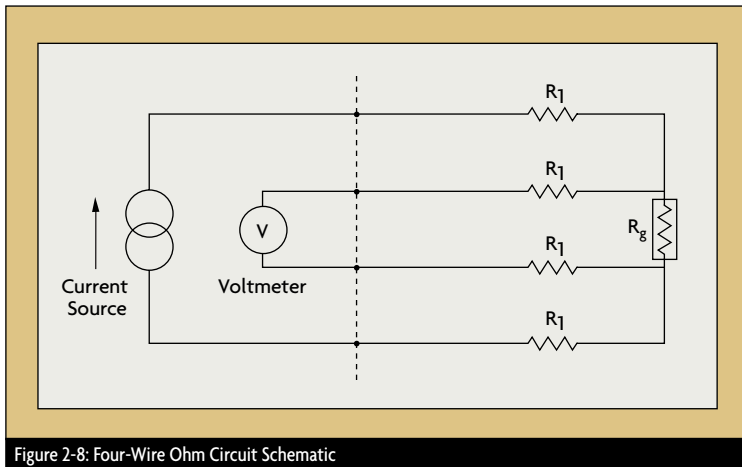 R1
R1
Rg
V
R1
Current
Source
Voltmeter
R1
Figure 2-8: Four-Wire Ohm Circuit Schematic